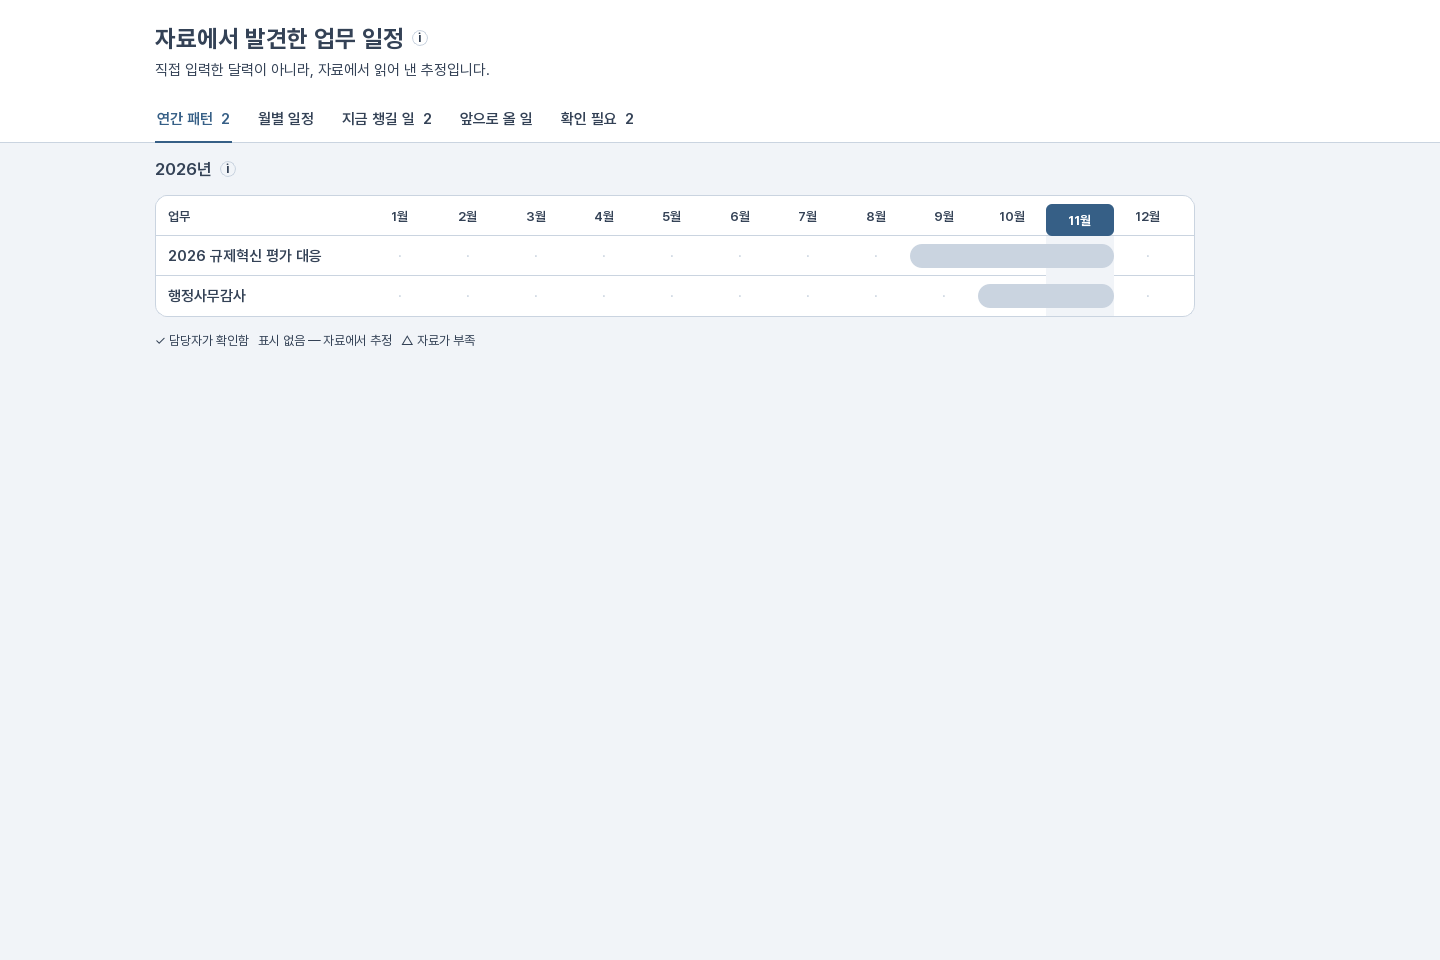 자료에서 발견한 업무 일정 i
직접 입력한 달력이 아니라, 자료에서 읽어 낸 추정입니다.
연간 패턴 2 월별 일정 지금 챙길 일 2 앞으로 올 일 확인 필요 2
2026년 i
업무 1월 2월 3월 4월 5월 6월 7월 8월 9월 10월 11월 12월
2026 규제혁신 평가 대응
행정사무감사
✓ 담당자가 확인함 표시 없음 — 자료에서 추정 △ 자료가 부족